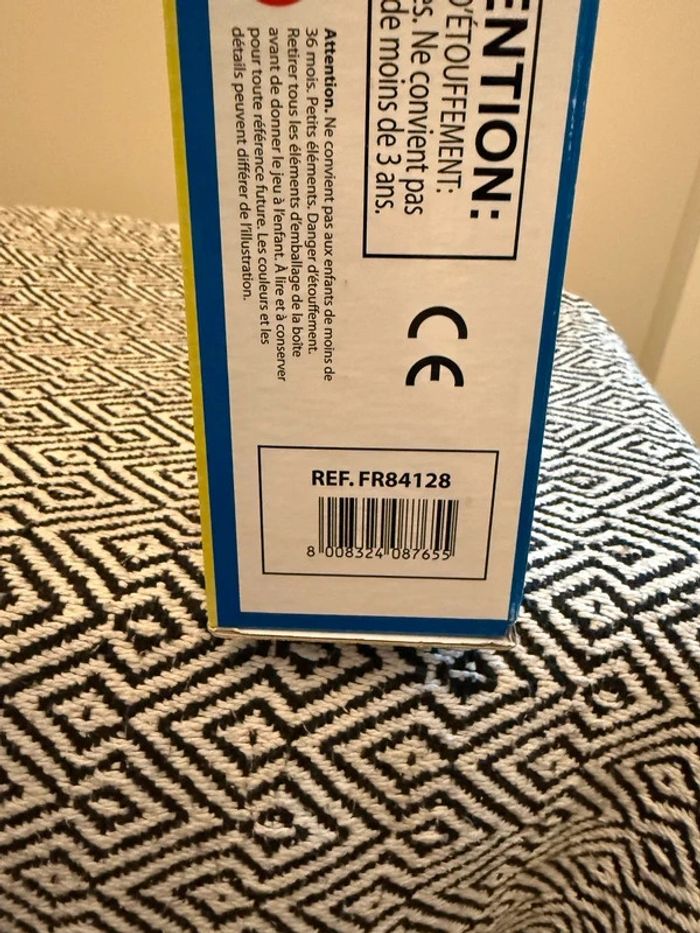 ENTION:
D'ÉTOUFFEMENT:
es. Ne convient pas
de moins de 3 ans.
Attention. Ne convient pas aux enfants de moins de
36 mois. Petits éléments. Danger d'étouffement.
Retirer tous les éléments d'emballage de la boîte
avant de donner le jeu à l'enfant. À lire et à conserver
pour toute référence future. Les couleurs et les
détails peuvent différer de l'illustration.
CE
REF. FR84128
8 008324 087655